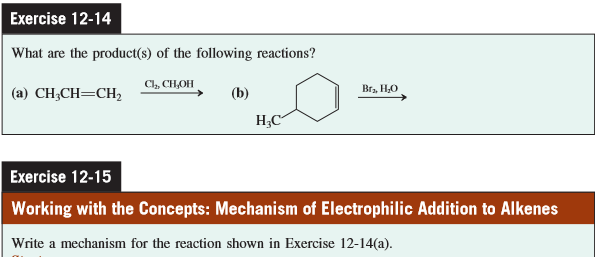 Exercise 12-14
What are the product(s) of the following reactions?
(a) CH₃CH=CH₂ Cl₂, CH₃OH (b) H₃C Br₂, H₂O
Exercise 12-15
Working with the Concepts: Mechanism of Electrophilic Addition to Alkenes
Write a mechanism for the reaction shown in Exercise 12-14(a).